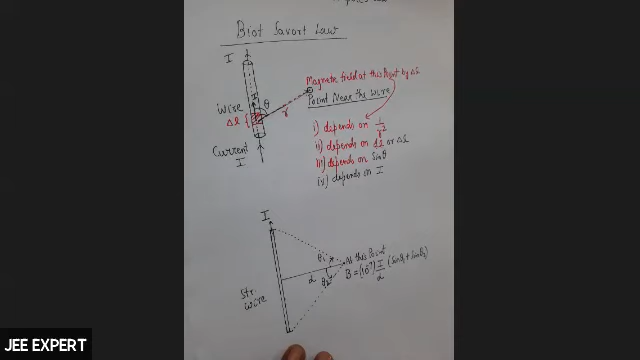 Biot Savort Law
I
Magnetic field at this point by Δl
Point Near the wire
θ
r
wire
Δl
Current
I
i) depends on 1/r²
ii) depends on dl or Δl
iii) depends on Sinθ
(iv) depends on I
I
θ₁
At this point
B = (10⁻⁷) I/d (Sinθ₁ + Sinθ₂)
d
θ₂
Str.
wire
JEE EXPERT